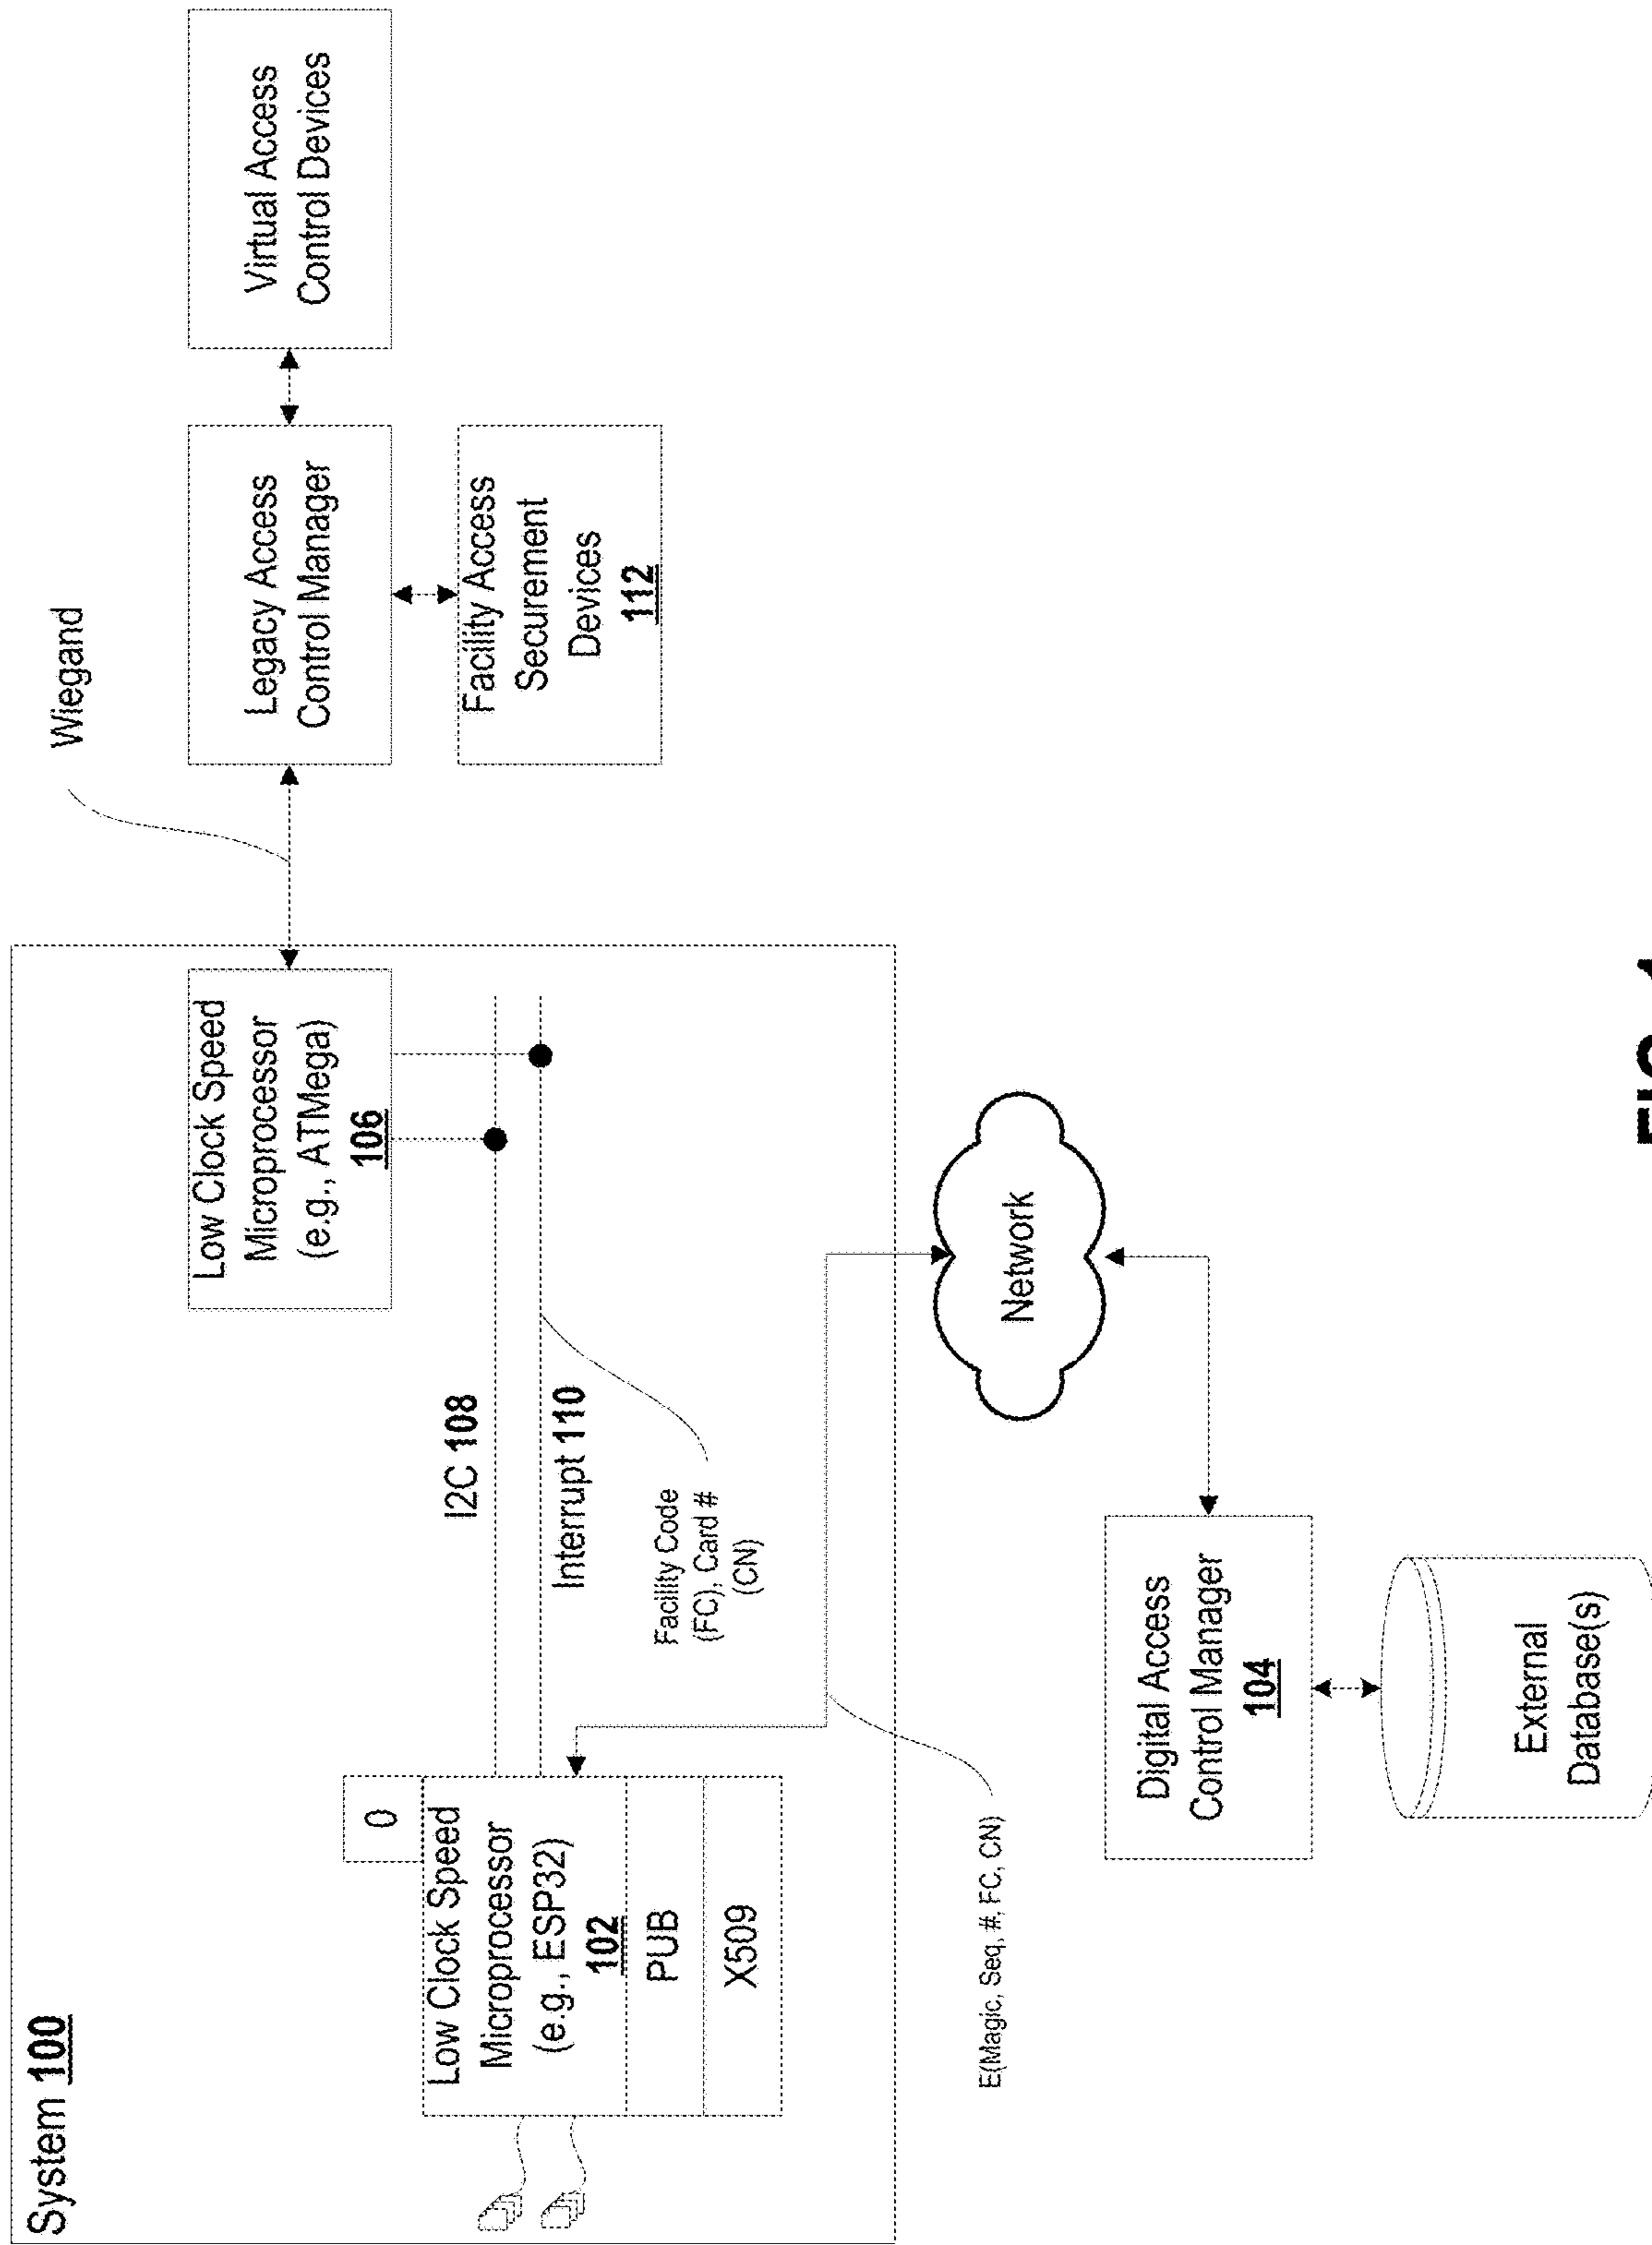 System 100
Wiegand
Low Clock Speed
Microprocessor
(e.g., ATMega)
106
Legacy Access
Control Manager
Virtual Access
Control Devices
Facility Access
Securement
Devices
112
0
Low Clock Speed
Microprocessor
(e.g., ESP32)
102
PUB
X509
I2C 108
Interrupt 110
Facility Code
(FC), Card #
(CN)
E(Magic, Seq, #, FC, CN)
Network
Digital Access
Control Manager
104
External
Database(s)